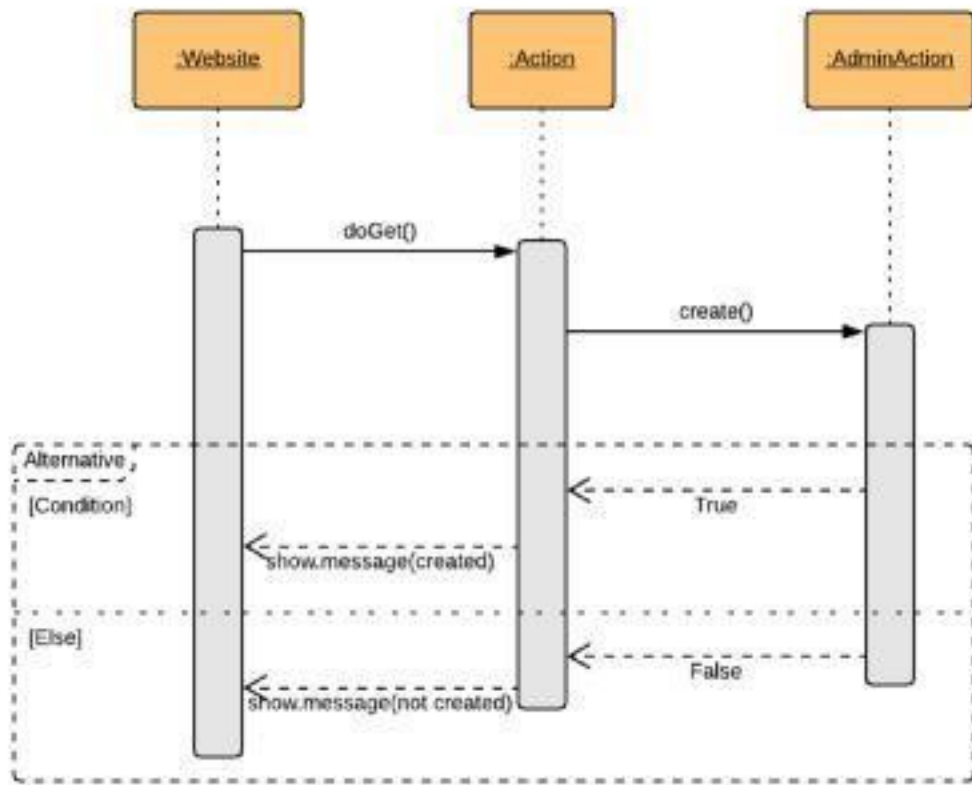 :Website
:Action
:AdminAction
doGet()
create()
Alternative
[Condition]
True
show.message(created)
[Else]
False
show.message(not created)